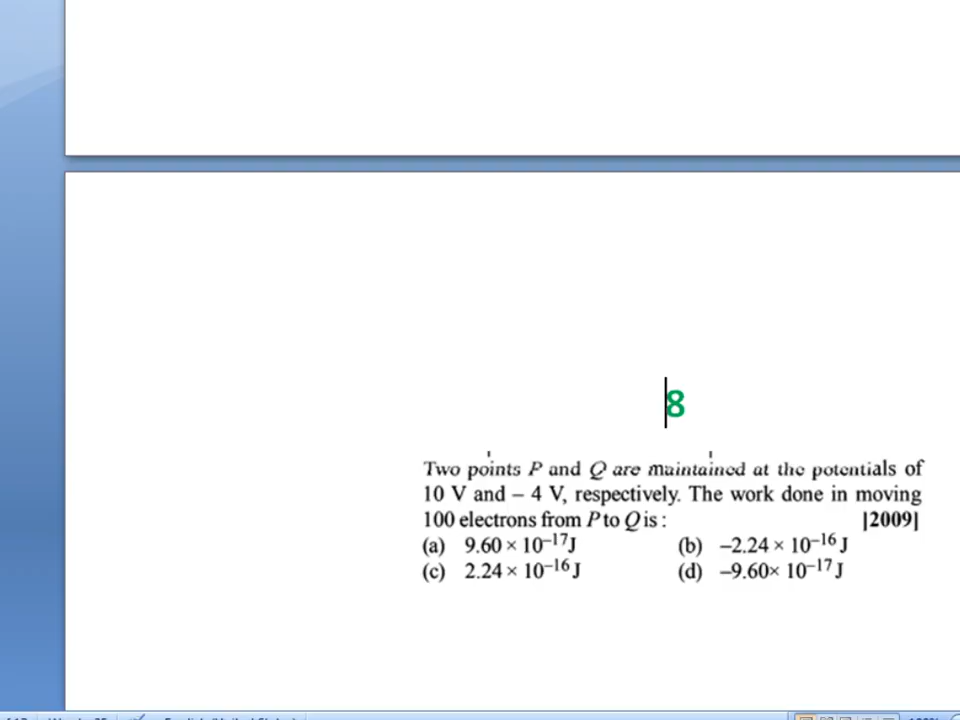 8
Two points P and Q are maintained at the potentials of
10 V and – 4 V, respectively. The work done in moving
100 electrons from P to Q is : |2009|
(a) 9.60 × 10–17J (b) –2.24 × 10–16 J
(c) 2.24 × 10–16 J (d) –9.60× 10–17 J